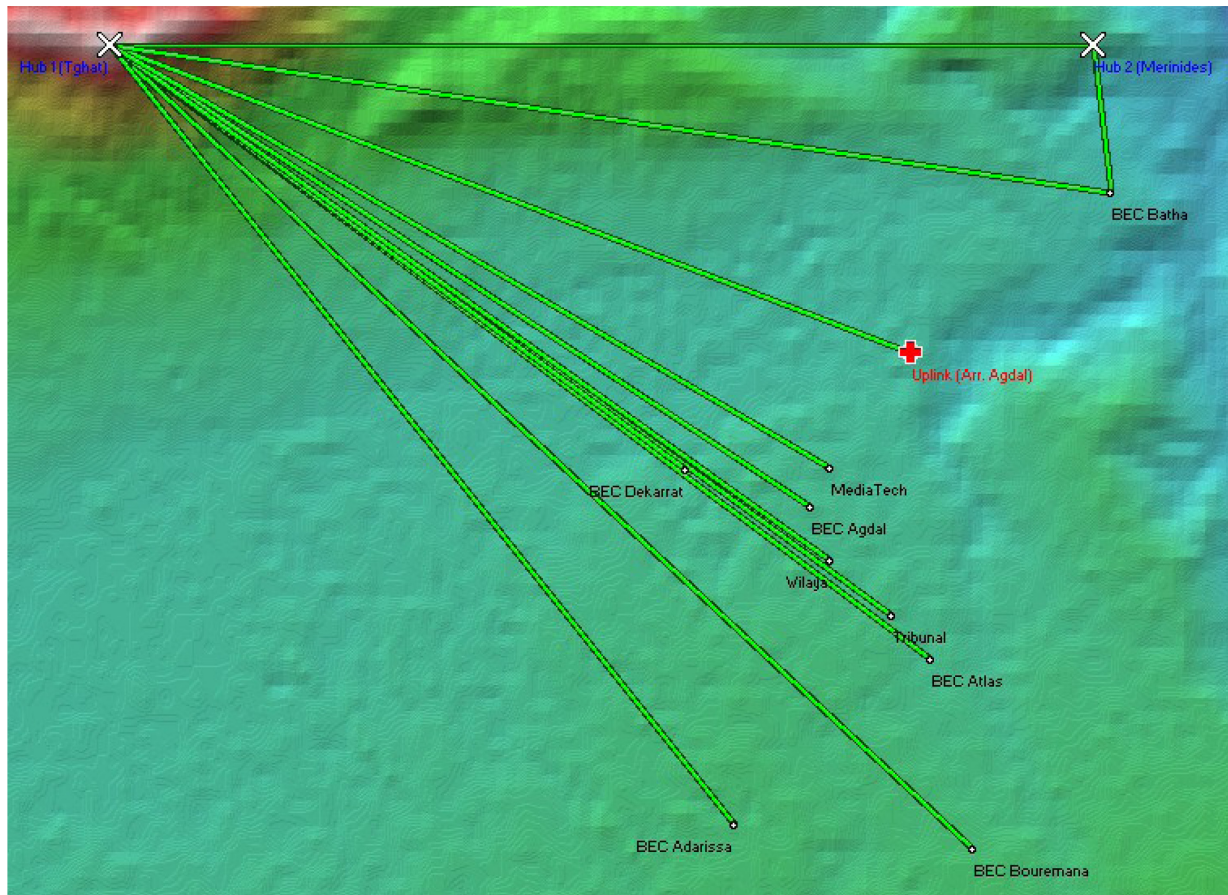 Hub 1(Tghat)
Hub 2 (Merinides)
BEC Batha
Uplink (Arr. Agdal)
MediaTech
BEC Dekarrat
BEC Agdal
Wilaya
Tribunal
BEC Atlas
BEC Adarissa
BEC Bouremana